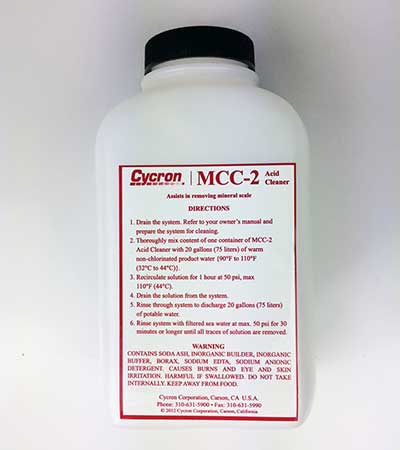 Cycron | MCC-2 Acid Cleaner
Assists in removing mineral scale
DIRECTIONS
1. Drain the system. Refer to your owner's manual and
prepare the system for cleaning.
2. Thoroughly mix content of one container of MCC-2
Acid Cleaner with 20 gallons (75 liters) of warm
non-chlorinated product water {90°F to 110°F
(32°C to 44°C)}.
3. Recirculate solution for 1 hour at 50 psi, max
110°F (44°C).
4. Drain the solution from the system.
5. Rinse through system to discharge 20 gallons (75 liters)
of potable water.
6. Rinse system with filtered sea water at max. 50 psi for 30
minutes or longer until all traces of solution are removed.
WARNING
CONTAINS SODA ASH, INORGANIC BUILDER, INORGANIC
BUFFER, BORAX, SODIUM EDTA, SODIUM ANIONIC
DETERGENT. CAUSES BURNS AND EYE AND SKIN
IRRITATION. HARMFUL IF SWALLOWED. DO NOT TAKE
INTERNALLY. KEEP AWAY FROM FOOD.
Cycron Corporation, Carson, CA U.S.A.
Phone: 310-631-5900 • Fax: 310-631-5990
© 2012 Cycron Corporation, Carson, California